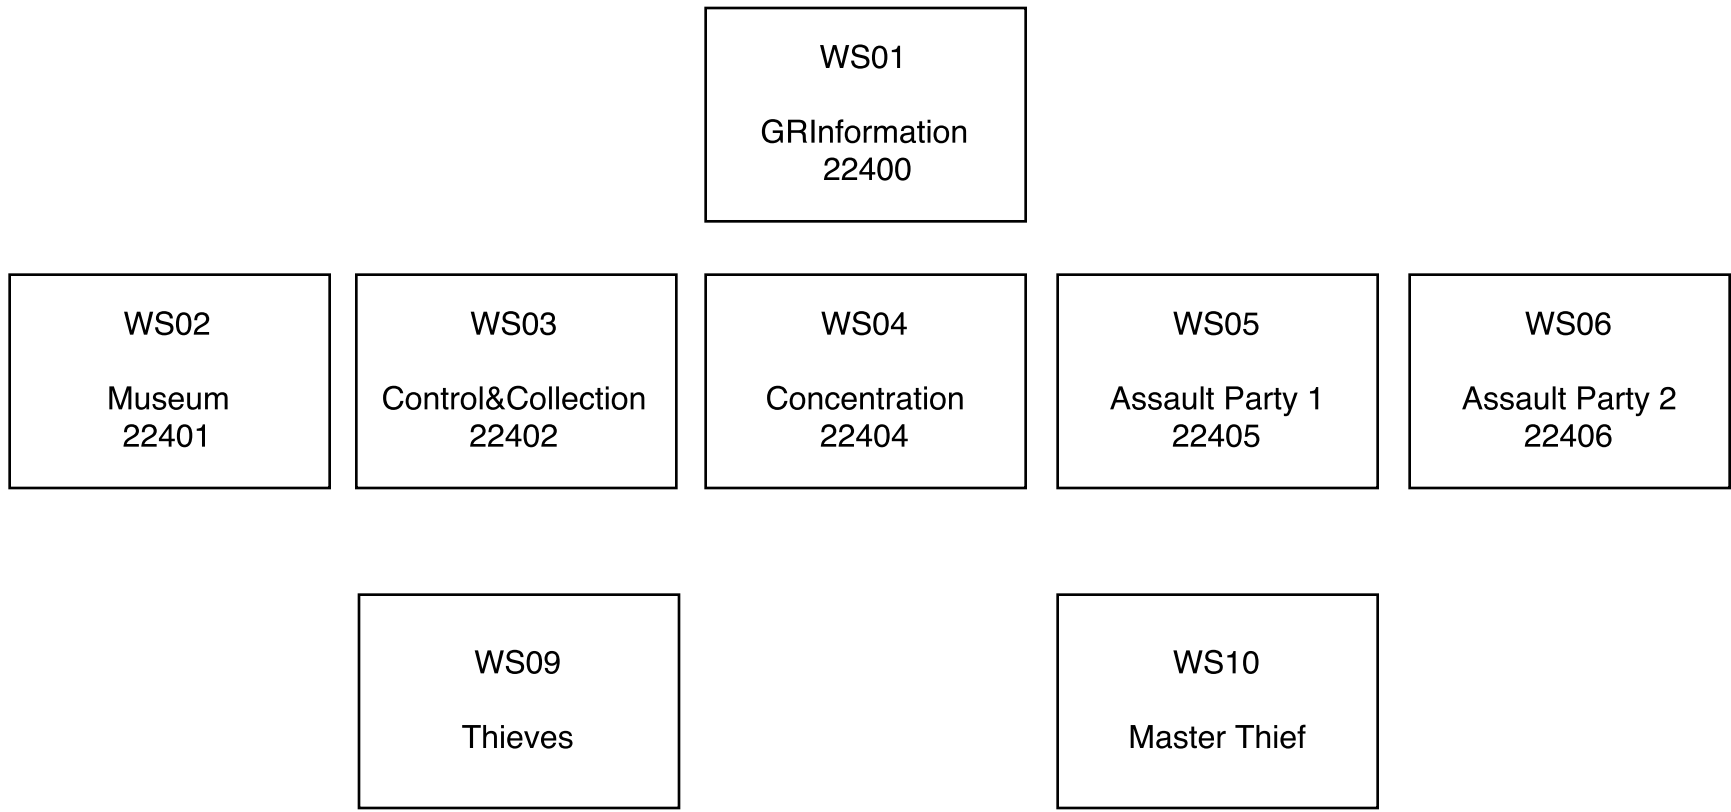 WS01
GRInformation
22400
WS02
Museum
22401
WS03
Control&Collection
22402
WS04
Concentration
22404
WS05
Assault Party 1
22405
WS06
Assault Party 2
22406
WS09
Thieves
WS10
Master Thief